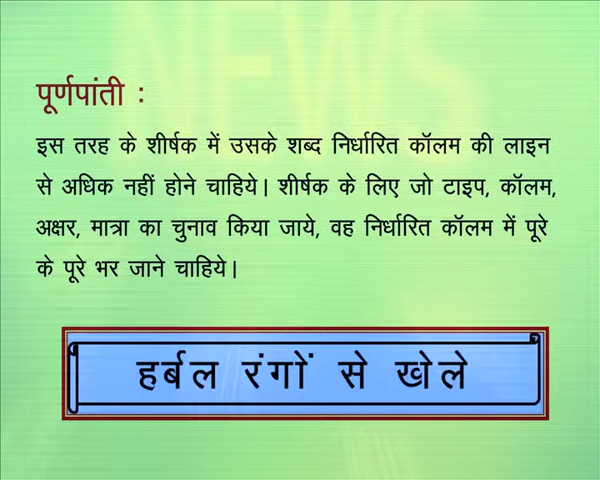 NEWS
पूर्णपांती :
इस तरह के शीर्षक में उसके शब्द निर्धारित कॉलम की लाइन
से अधिक नहीं होने चाहिये। शीर्षक के लिए जो टाइप, कॉलम,
अक्षर, मात्रा का चुनाव किया जाये, वह निर्धारित कॉलम में पूरे
के पूरे भर जाने चाहिये।
हर्बल रंगों से खेले